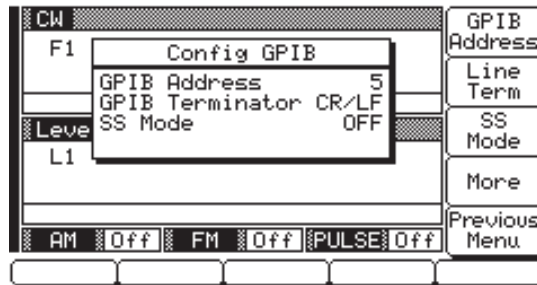 CW
F1
Config GPIB
GPIB Address 5
GPIB Terminator CR/LF
SS Mode OFF
Leve
L1
AM Off FM Off PULSE Off
GPIB
Address
Line
Term
SS
Mode
More
Previous
Menu